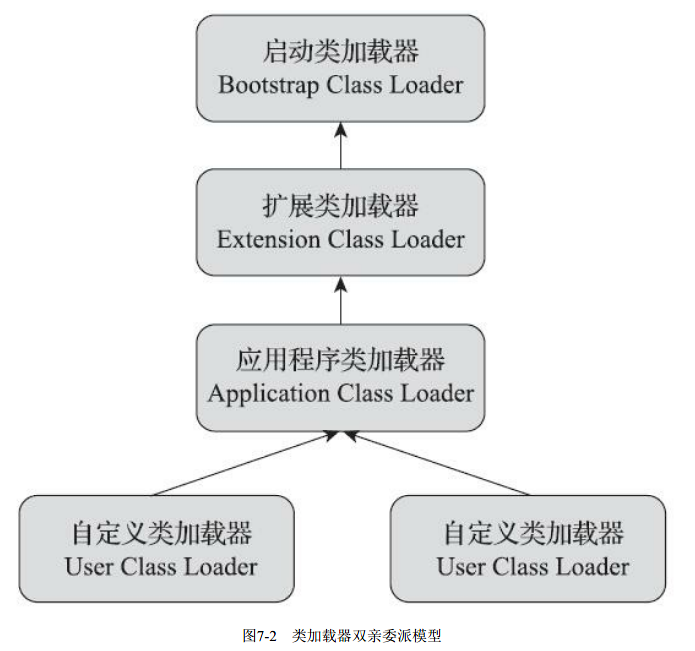 启动类加载器
Bootstrap Class Loader
扩展类加载器
Extension Class Loader
应用程序类加载器
Application Class Loader
自定义类加载器
User Class Loader
自定义类加载器
User Class Loader
图7-2 类加载器双亲委派模型